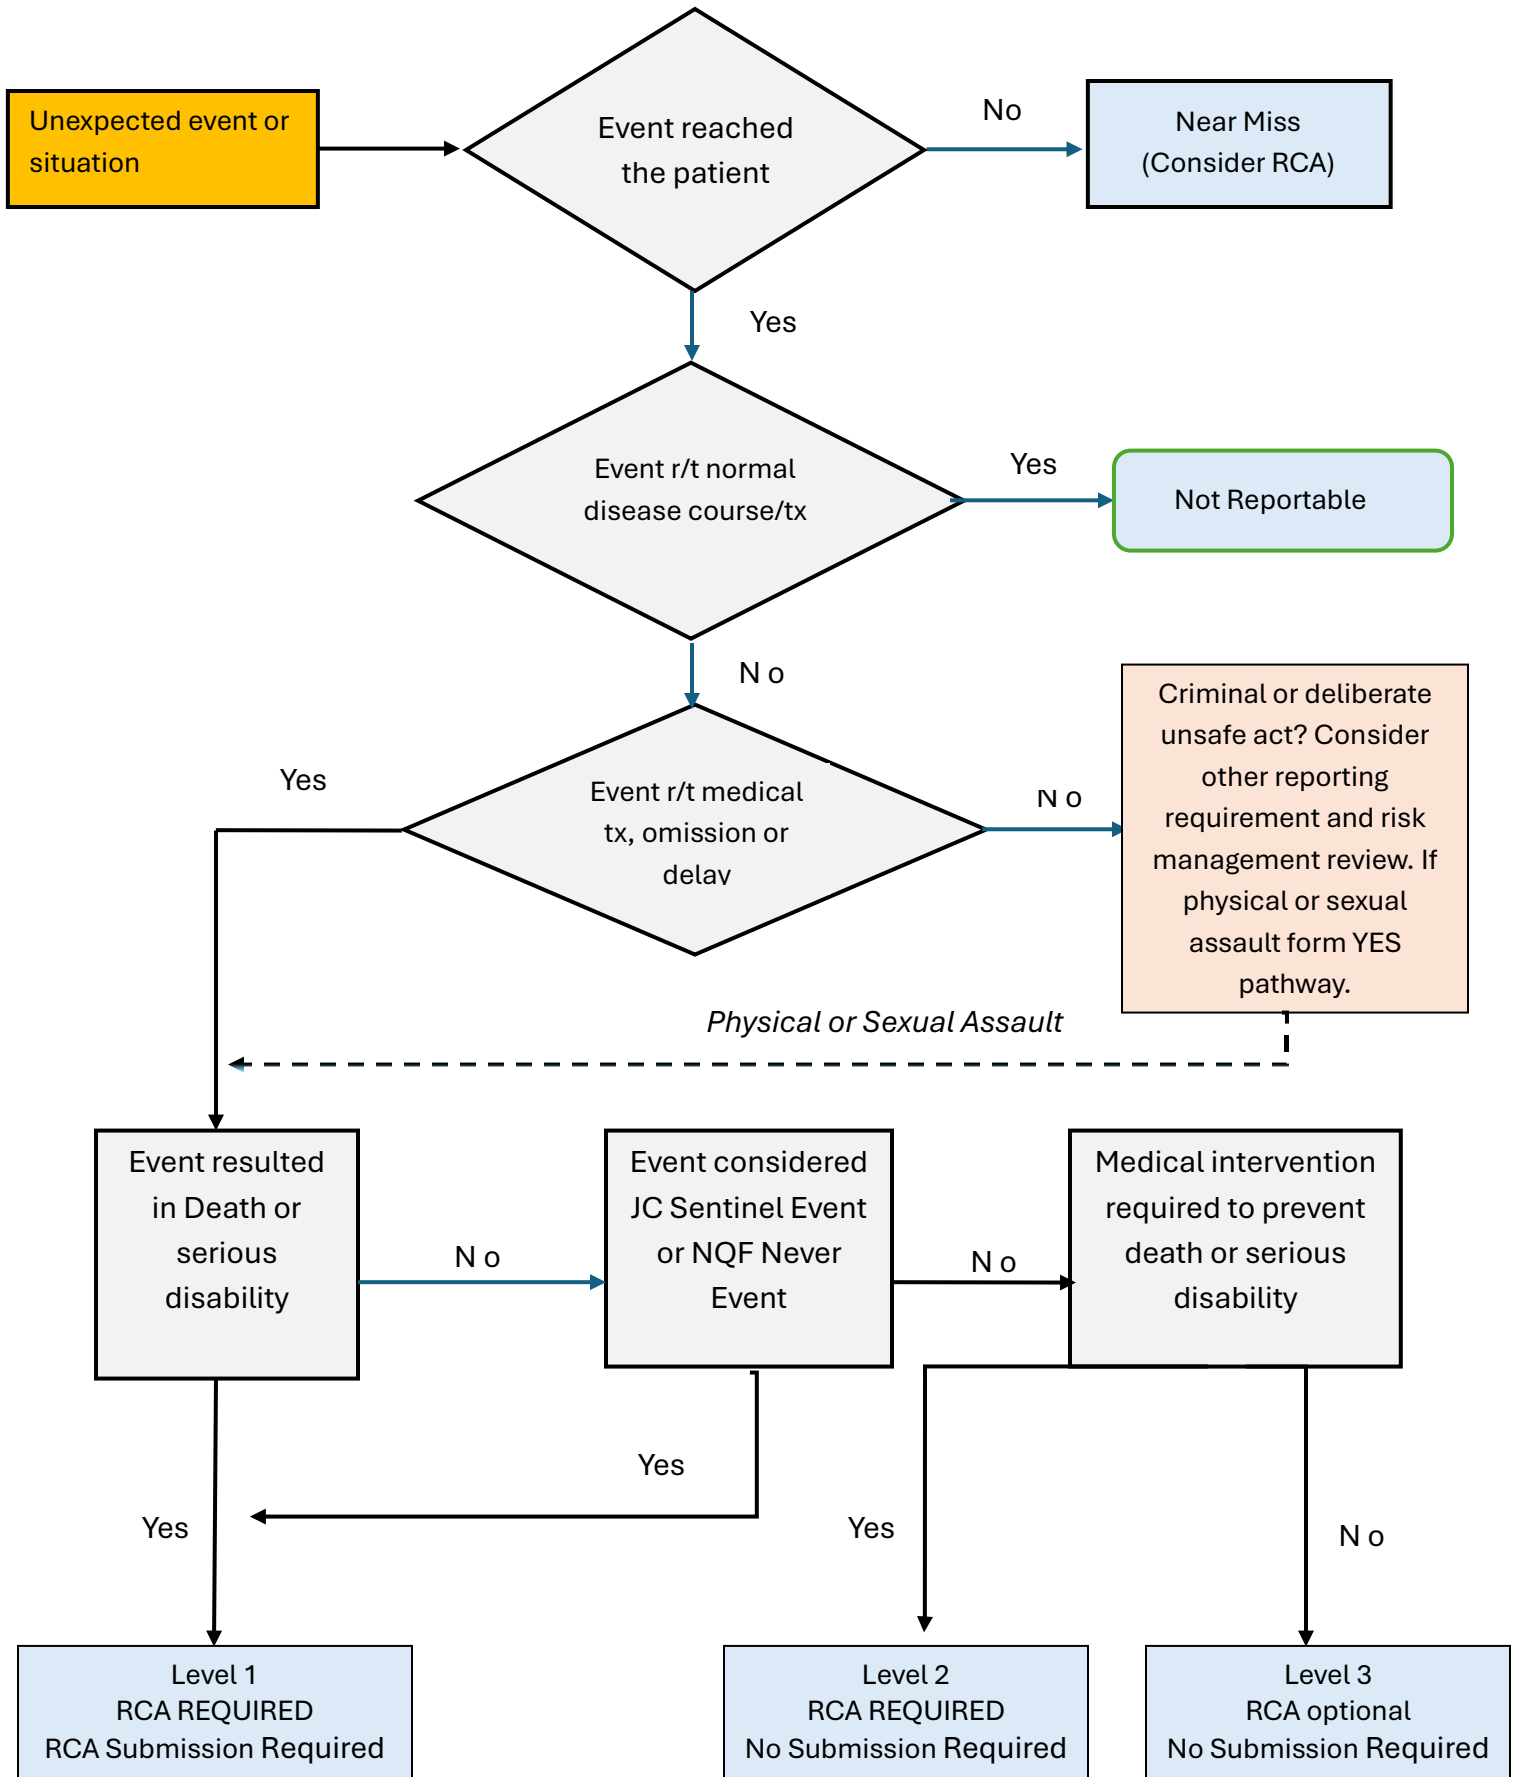 Unexpected event or
situation
Event reached
the patient
No
Near Miss
(Consider RCA)
Yes
Event r/t normal
disease course/tx
Yes
Not Reportable
N o
Event r/t medical
tx, omission or
delay
Yes
N o
Criminal or deliberate
unsafe act? Consider
other reporting
requirement and risk
management review. If
physical or sexual
assault form YES
pathway.
Physical or Sexual Assault
Event resulted
in Death or
serious
disability
N o
Event considered
JC Sentinel Event
or NQF Never
Event
N o
Medical intervention
required to prevent
death or serious
disability
Yes
Yes
Yes
N o
Level 1
RCA REQUIRED
RCA Submission Required
Level 2
RCA REQUIRED
No Submission Required
Level 3
RCA optional
No Submission Required